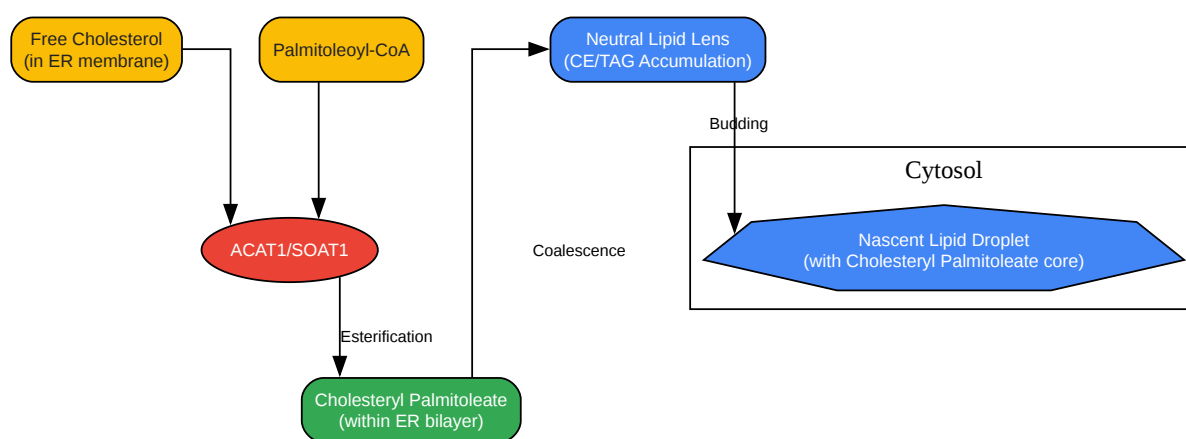 Free Cholesterol
(in ER membrane)
Palmitoleoyl-CoA
Neutral Lipid Lens
(CE/TAG Accumulation)
Budding
Cytosol
ACAT1/SOAT1
Coalescence
Nascent Lipid Droplet
(with Cholesteryl Palmitoleate core)
Esterification
Cholesteryl Palmitoleate
(within ER bilayer)